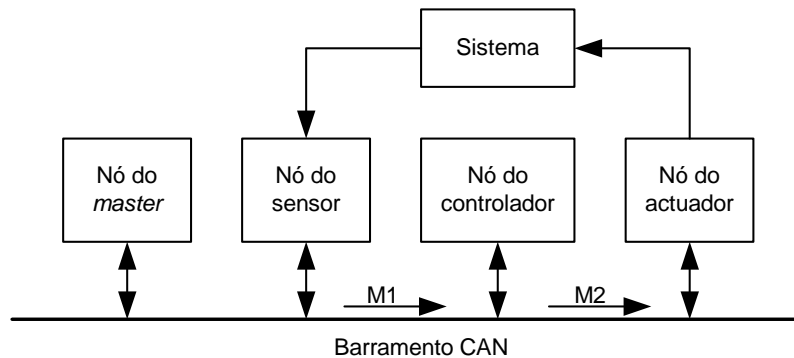 Sistema
Nó do
master
Nó do
sensor
Nó do
controlador
Nó do
actuador
M1
M2
Barramento CAN